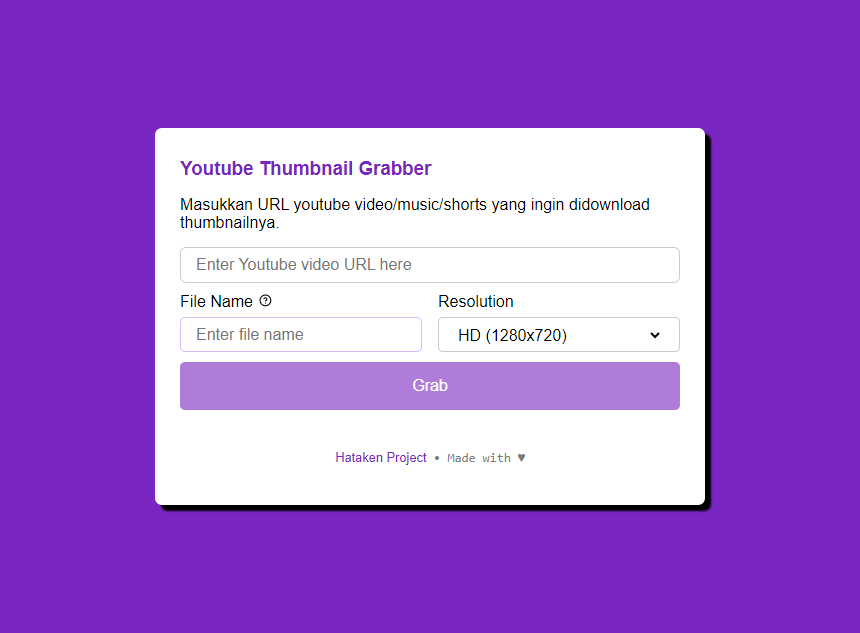 Youtube Thumbnail Grabber
Masukkan URL youtube video/music/shorts yang ingin didownload
thumbnailnya.
Enter Youtube video URL here
File Name
Resolution
Enter file name
HD (1280x720)
Grab
Hataken Project • Made with ♥